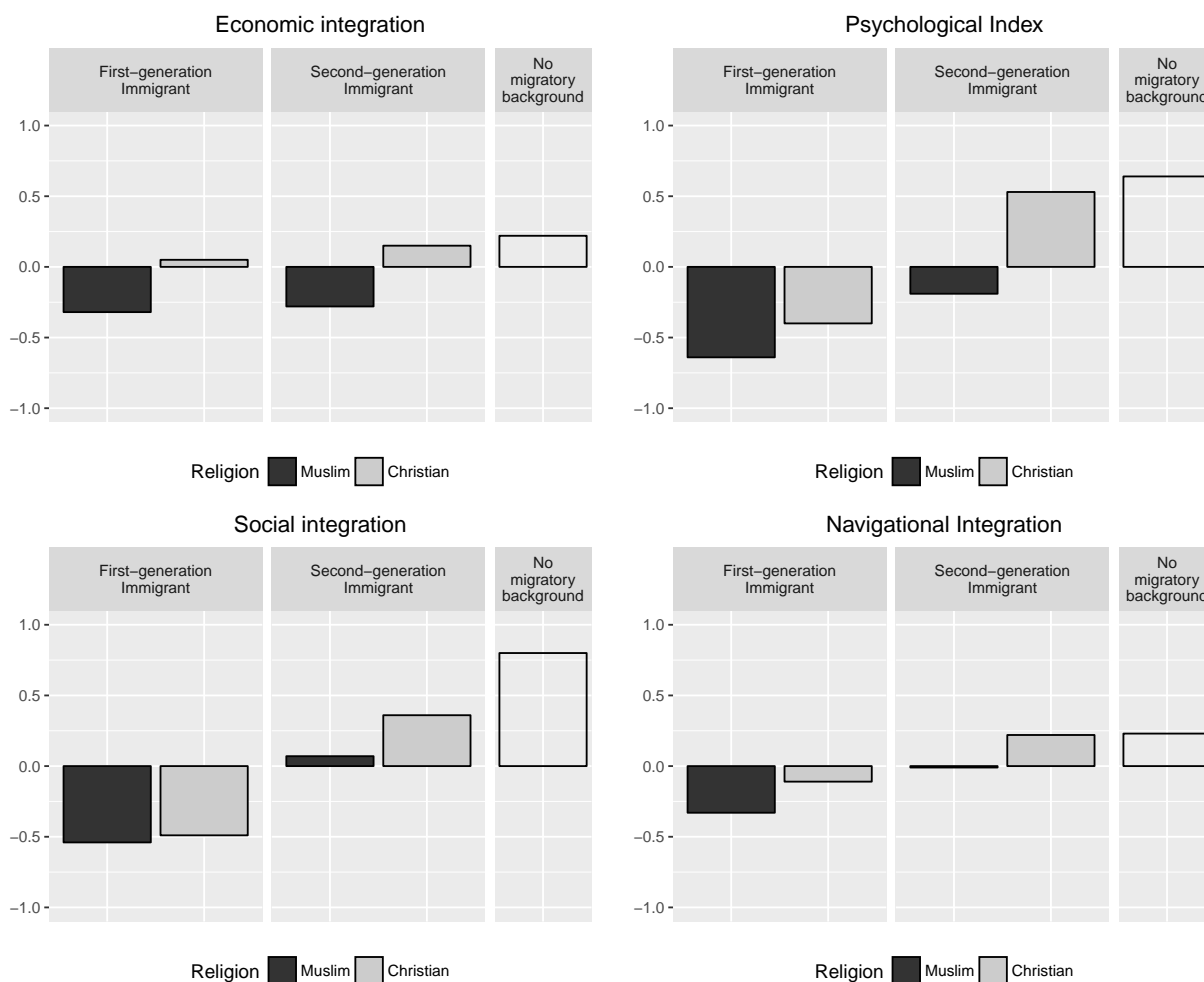 Economic integration
First−generation
Immigrant
Second−generation
Immigrant
No
migratory
background
1.0
0.5
0.0
−0.5
−1.0
Religion Muslim Christian
Psychological Index
First−generation
Immigrant
Second−generation
Immigrant
No
migratory
background
1.0
0.5
0.0
−0.5
−1.0
Religion Muslim Christian
Social integration
First−generation
Immigrant
Second−generation
Immigrant
No
migratory
background
1.0
0.5
0.0
−0.5
−1.0
Religion Muslim Christian
Navigational Integration
First−generation
Immigrant
Second−generation
Immigrant
No
migratory
background
1.0
0.5
0.0
−0.5
−1.0
Religion Muslim Christian